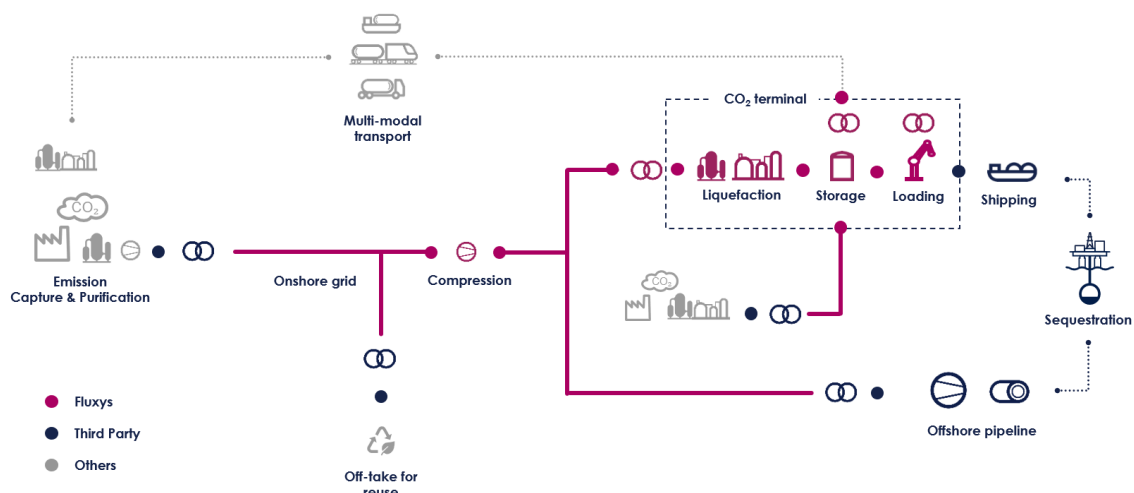 Multi-modal
transport
CO₂ terminal
Liquefaction
Storage
Loading
Shipping
CO₂
Emission
Capture & Purification
Onshore grid
Compression
CO₂
Sequestration
Fluxys
Third Party
Others
Offshore pipeline
Off-take for
reuse